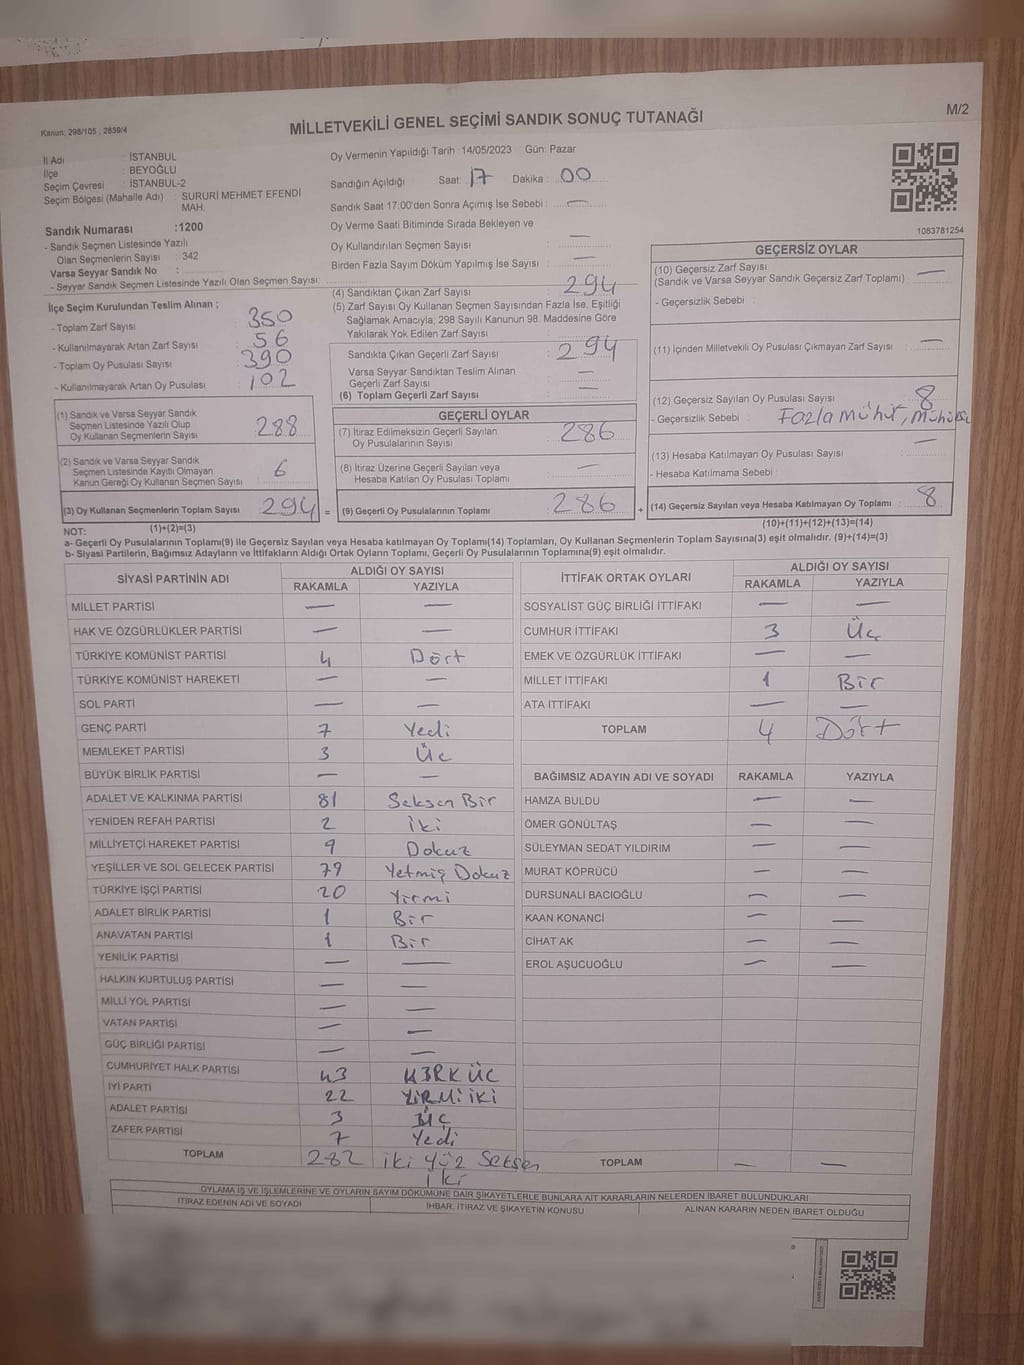 M/2
Kanun: 298/105 , 2839/4
MİLLETVEKİLİ GENEL SEÇİMİ SANDIK SONUÇ TUTANAĞI
İl Adı : İSTANBUL
İlçe : BEYOĞLU
Seçim Çevresi : İSTANBUL-2
Seçim Bölgesi (Mahalle Adı) : SURURİ MEHMET EFENDİ MAH.
Sandık Numarası :1200
- Sandık Seçmen Listesinde Yazılı
Olan Seçmenlerin Sayısı : 342
Varsa Seyyar Sandık No :
- Seyyar Sandık Seçmen Listesinde Yazılı Olan Seçmen Sayısı :
Oy Vermenin Yapıldığı Tarih : 14/05/2023 Gün: Pazar
Sandığın Açıldığı Saat: 17 Dakika : 00
Sandık Saat 17:00'den Sonra Açımış İse Sebebi : —
Oy Verme Saati Bitiminde Sırada Bekleyen ve
Oy Kullandırılan Seçmen Sayısı : —
Birden Fazla Sayım Döküm Yapılmış İse Sayısı : —
1083781254
İlçe Seçim Kurulundan Teslim Alınan ;
- Toplam Zarf Sayısı : 350
- Kullanılmayarak Artan Zarf Sayısı : 56
- Toplam Oy Pusulası Sayısı : 390
- Kullanılmayarak Artan Oy Pusulası : 102
(1) Sandık ve Varsa Seyyar Sandık
Seçmen Listesinde Yazılı Olup
Oy Kullanan Seçmenlerin Sayısı : 288
(2) Sandık ve Varsa Seyyar Sandık
Seçmen Listesinde Kayıtlı Olmayan
Kanun Gereği Oy Kullanan Seçmen Sayısı : 6
(3) Oy Kullanan Seçmenlerin Toplam Sayısı : 294 =
(1)+(2)=(3)
(4) Sandıktan Çıkan Zarf Sayısı : 294
(5) Zarf Sayısı Oy Kullanan Seçmen Sayısından Fazla İse, Eşitliği
Sağlamak Amacıyla; 298 Sayılı Kanunun 98. Maddesine Göre
Yakılarak Yok Edilen Zarf Sayısı :
Sandıkta Çıkan Geçerli Zarf Sayısı : 294
Varsa Seyyar Sandıktan Teslim Alınan
Geçerli Zarf Sayısı : —
(6) Toplam Geçerli Zarf Sayısı : —
GEÇERLİ OYLAR
(7) İtiraz Edilmeksizin Geçerli Sayılan
Oy Pusulalarının Sayısı : 286
(8) İtiraz Üzerine Geçerli Sayılan veya
Hesaba Katılan Oy Pusulası Toplamı : —
(9) Geçerli Oy Pusulalarının Toplamı : 286 +
GEÇERSİZ OYLAR
(10) Geçersiz Zarf Sayısı : —
(Sandık ve Varsa Seyyar Sandık Geçersiz Zarf Toplamı)
- Geçersizlik Sebebi :
(11) İçinden Milletvekili Oy Pusulası Çıkmayan Zarf Sayısı : —
(12) Geçersiz Sayılan Oy Pusulası Sayısı : 8
- Geçersizlik Sebebi : Fazla mühür,
(13) Hesaba Katılmayan Oy Pusulası Sayısı : —
- Hesaba Katılmama Sebebi :
(14) Geçersiz Sayılan veya Hesaba Katılmayan Oy Toplamı : 8
(10)+(11)+(12)+(13)=(14)
NOT:
a- Geçerli Oy Pusulalarının Toplamı(9) ile Geçersiz Sayılan veya Hesaba katılmayan Oy Toplamı(14) Toplamları, Oy Kullanan Seçmenlerin Toplam Sayısına(3) eşit olmalıdır. (9)+(14)=(3)
b- Siyasi Partilerin, Bağımsız Adayların ve İttifakların Aldığı Ortak Oyların Toplamı, Geçerli Oy Pusulalarının Toplamına(9) eşit olmalıdır.
SİYASİ PARTİNİN ADI ALDIĞI OY SAYISI
RAKAMLA YAZIYLA
MİLLET PARTİSİ — —
HAK VE ÖZGÜRLÜKLER PARTİSİ — —
TÜRKİYE KOMÜNİST PARTİSİ 4 Dört
TÜRKİYE KOMÜNİST HAREKETİ — —
SOL PARTİ — —
GENÇ PARTİ 7 Yedi
MEMLEKET PARTİSİ 3 Üç
BÜYÜK BİRLİK PARTİSİ — —
ADALET VE KALKINMA PARTİSİ 81 Seksen Bir
YENİDEN REFAH PARTİSİ 2 iki
MİLLİYETÇİ HAREKET PARTİSİ 9 Dokuz
YEŞİLLER VE SOL GELECEK PARTİSİ 79 Yetmiş Dokuz
TÜRKİYE İŞÇİ PARTİSİ 20 Yirmi
ADALET BİRLİK PARTİSİ 1 Bir
ANAVATAN PARTİSİ 1 Bir
YENİLİK PARTİSİ — —
HALKIN KURTULUŞ PARTİSİ — —
MİLLİ YOL PARTİSİ — —
VATAN PARTİSİ — —
GÜÇ BİRLİĞİ PARTİSİ — —
CUMHURİYET HALK PARTİSİ 43 KIRK ÜÇ
İYİ PARTİ 22 YİRMİ İKİ
ADALET PARTİSİ 3
ZAFER PARTİSİ 7 Yedi
TOPLAM 282 iki yüz Seksen
iki
İTTİFAK ORTAK OYLARI ALDIĞI OY SAYISI
RAKAMLA YAZIYLA
SOSYALİST GÜÇ BİRLİĞİ İTTİFAKI — —
CUMHUR İTTİFAKI 3 Üç
EMEK VE ÖZGÜRLÜK İTTİFAKI — —
MİLLET İTTİFAKI 1 Bir
ATA İTTİFAKI — —
TOPLAM 4 Dört
BAĞIMSIZ ADAYIN ADI VE SOYADI RAKAMLA YAZIYLA
HAMZA BULDU — —
ÖMER GÖNÜLTAŞ — —
SÜLEYMAN SEDAT YILDIRIM — —
MURAT KÖPRÜCÜ — —
DURSUNALİ BACIOĞLU — —
KAAN KONANCİ — —
CİHAT AK — —
EROL AŞUCUOĞLU — —
TOPLAM — —
OYLAMA İŞ VE İŞLEMLERİNE VE OYLARIN SAYIM DÖKÜMÜNE DAİR ŞİKAYETLERLE BUNLARA AİT KARARLARIN NELERDEN İBARET BULUNDUKLARI
İTİRAZ EDENİN ADI VE SOYADI İHBAR, İTİRAZ VE ŞİKAYETİN KONUSU ALINAN KARARIN NEDEN İBARET OLDUĞU